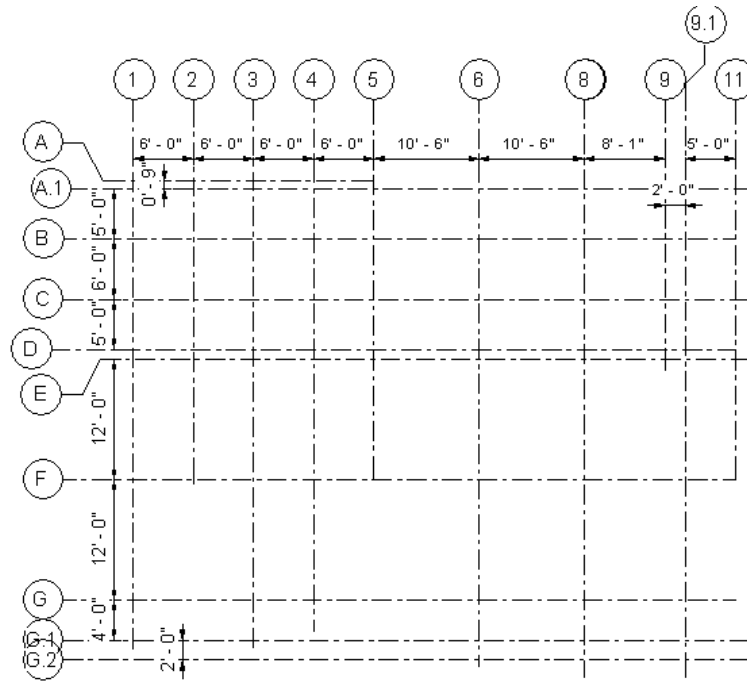 9.1
1 2 3 4 5 6 8 9 11
6' - 0" 6' - 0" 6' - 0" 6' - 0" 10' - 6" 10' - 6" 8' - 1" 5' - 0"
A
0' - 9"
A.1
2' - 0"
5' - 0"
B
6' - 0"
C
5' - 0"
D
E
12' - 0"
F
12' - 0"
G
4' - 0"
G.1
2' - 0"
G.2